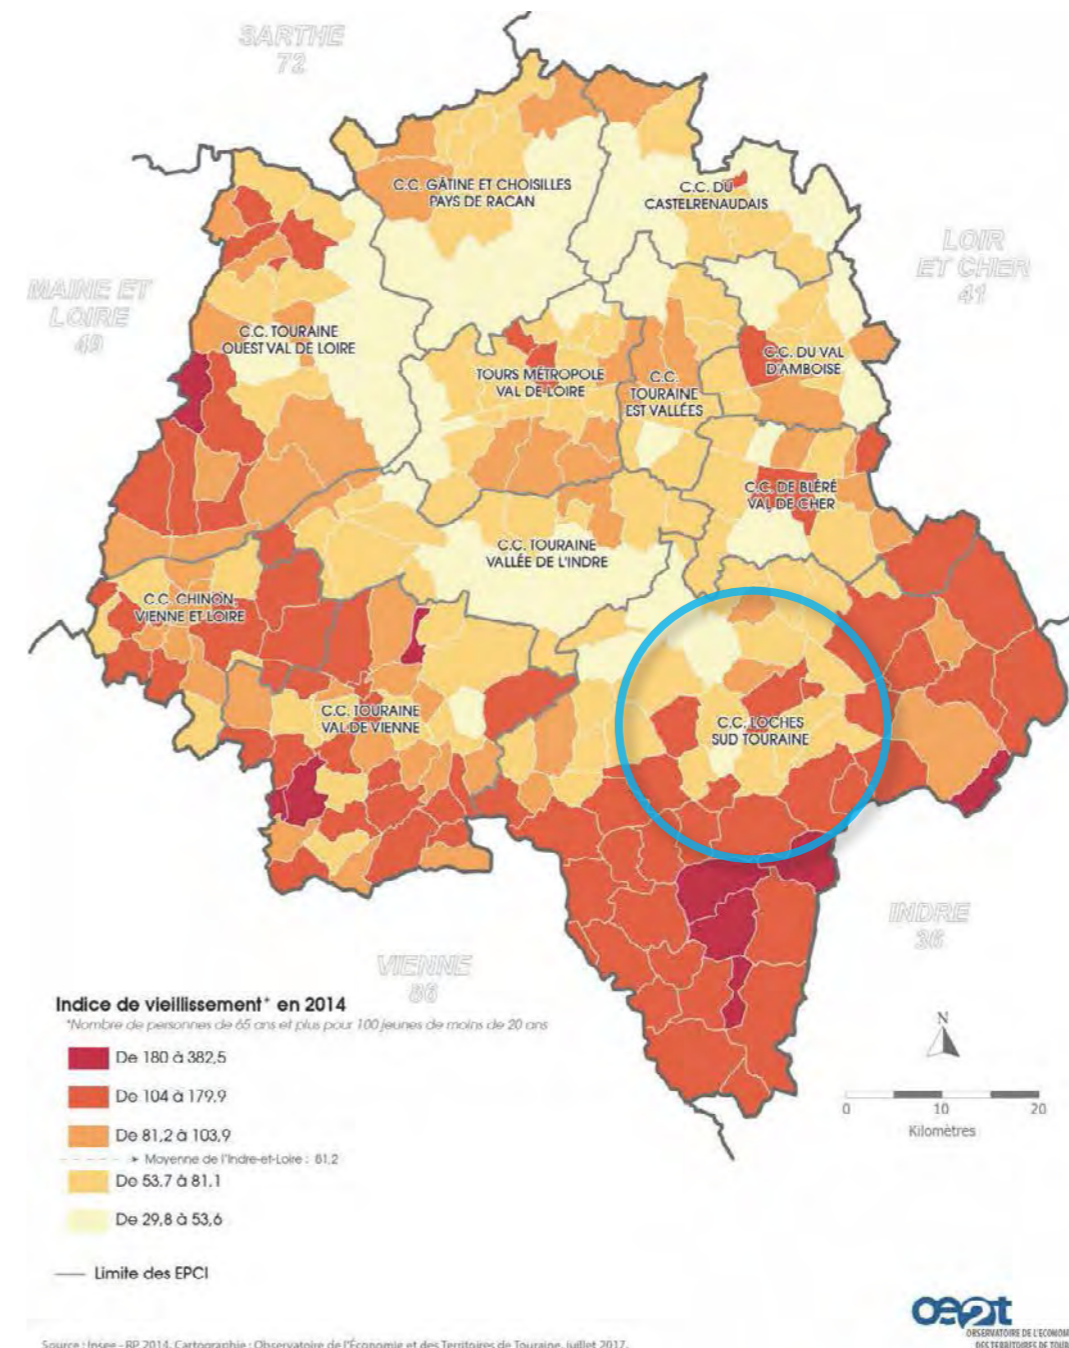 SARTHE
72
C.C. GÂTINE ET CHOISILLES
PAYS DE RACAN
C.C. DU
CASTELRENAUDAIS
LOIR
ET CHER
41
MAINE ET
LOIRE
49
C.C. TOURAINE
OUEST VAL DE LOIRE
TOURS MÉTROPOLE
VAL DE LOIRE
C.C.
TOURAINE
EST VALLÉES
C.C. DU VAL
D'AMBOISE
C.C. DE BLÉRÉ
VAL DE CHER
C.C. TOURAINE
VALLÉE DE L'INDRE
C.C. CHINON,
VIENNE ET LOIRE
C.C. TOURAINE
VAL DE VIENNE
C.C. LOCHES
SUD TOURAINE
INDRE
36
VIENNE
86
Indice de vieillissement* en 2014
*Nombre de personnes de 65 ans et plus pour 100 jeunes de moins de 20 ans
De 180 à 382,5
De 104 à 179,9
De 81,2 à 103,9
Moyenne de l'Indre-et-Loire : 81,2
De 53,7 à 81,1
De 29,8 à 53,6
Limite des EPCI
N
0 10 20
Kilomètres
oe2t
OBSERVATOIRE DE L'ECONOM
DES TERRITOIRES DE TOUR
Source : Insee - RP 2014. Cartographie : Observatoire de l'Économie et des Territoires de Touraine, juillet 2017.